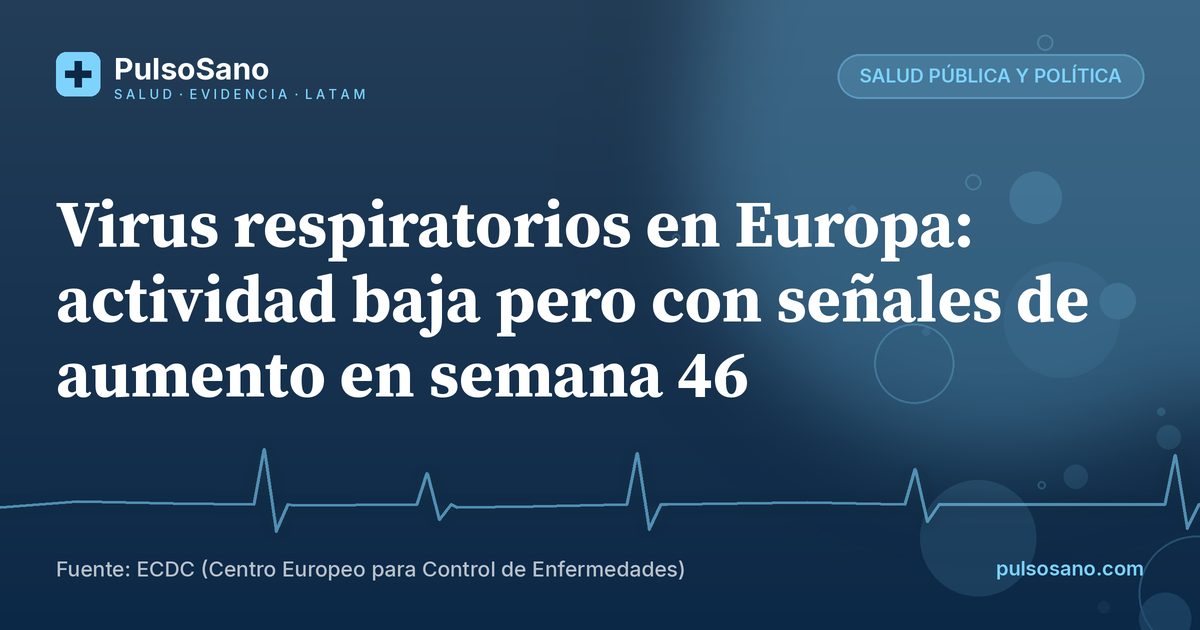 PulsoSano
SALUD · EVIDENCIA · LATAM
SALUD PÚBLICA Y POLÍTICA
Virus respiratorios en Europa:
actividad baja pero con señales de
aumento en semana 46
Fuente: ECDC (Centro Europeo para Control de Enfermedades)
pulsosano.com